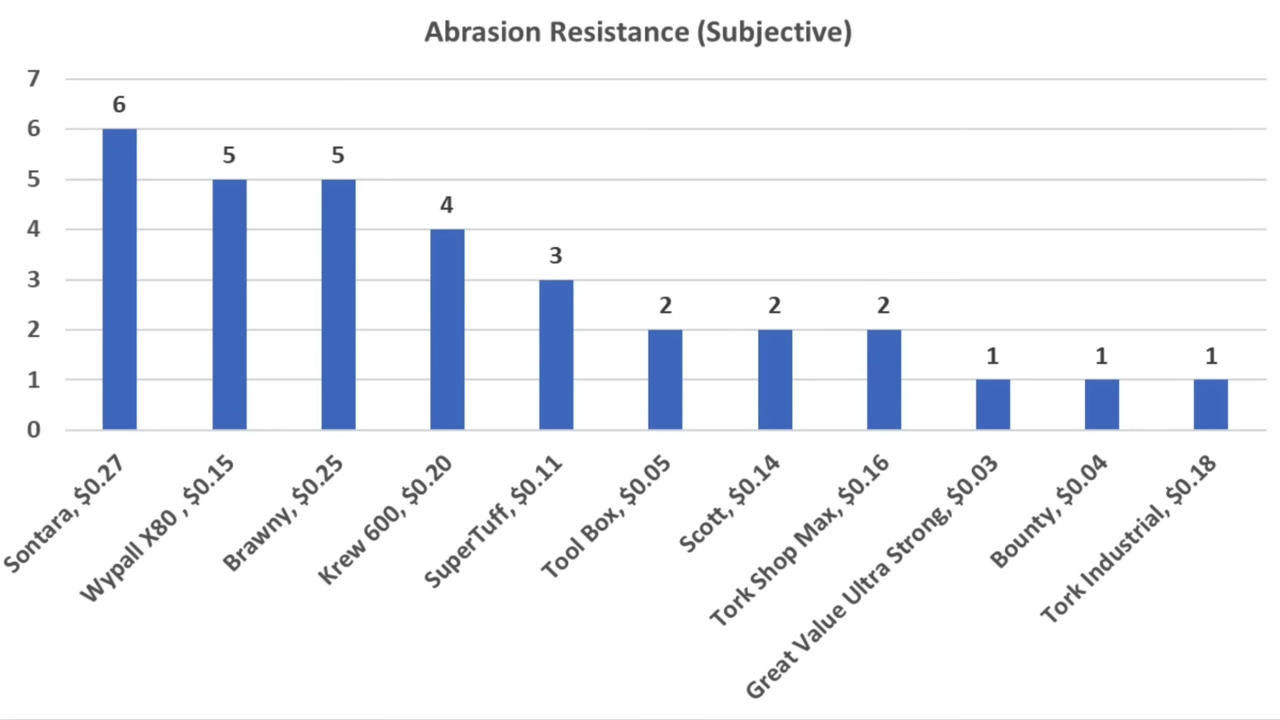 Abrasion Resistance (Subjective)
7
6
5
4
3
2
1
0
6
5
5
4
3
2
2
2
1
1
1
Sontara, $0.27
Wypall X80 , $0.15
Brawny, $0.25
Krew 600, $0.20
SuperTuff, $0.11
Tool Box, $0.05
Scott, $0.14
Tork Shop Max, $0.16
Great Value Ultra Strong, $0.03
Bounty, $0.04
Tork Industrial, $0.18